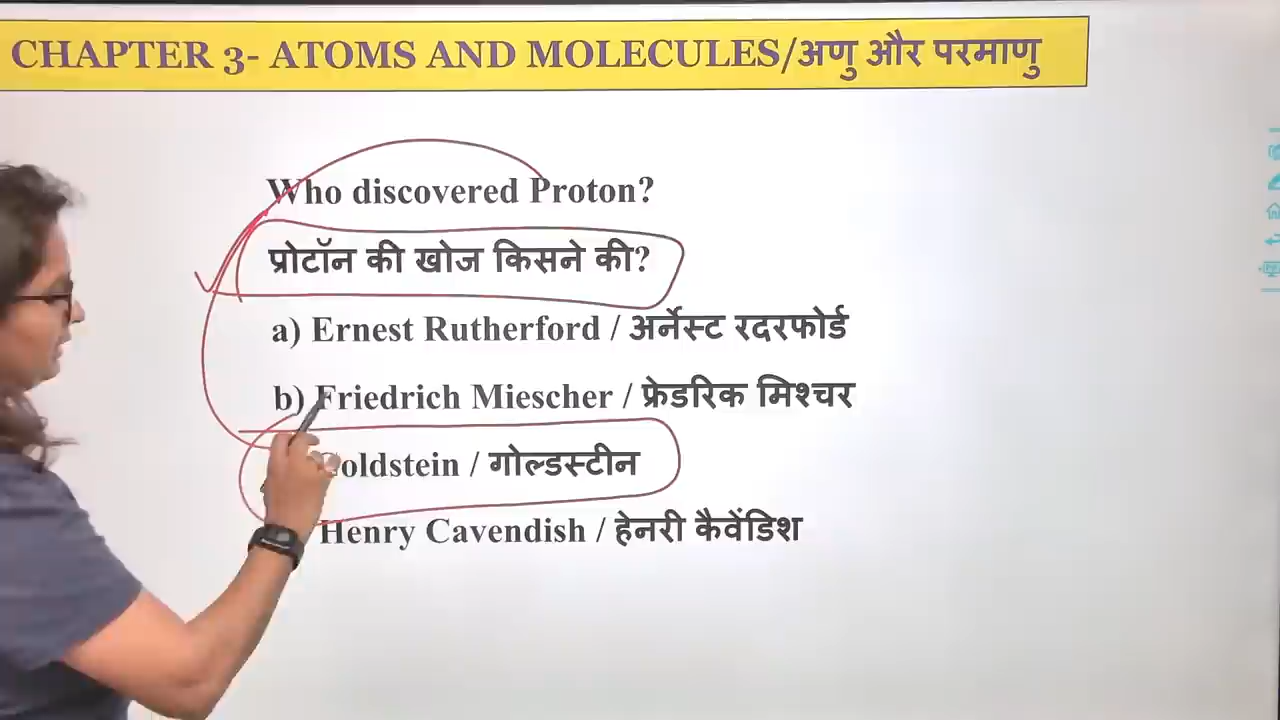 CHAPTER 3- ATOMS AND MOLECULES/अणु और परमाणु
Who discovered Proton?
प्रोटॉन की खोज किसने की?
a) Ernest Rutherford / अर्नेस्ट रदरफोर्ड
b) Friedrich Miescher / फ्रेडरिक मिश्चर
Goldstein / गोल्डस्टीन
Henry Cavendish / हेनरी कैवेंडिश